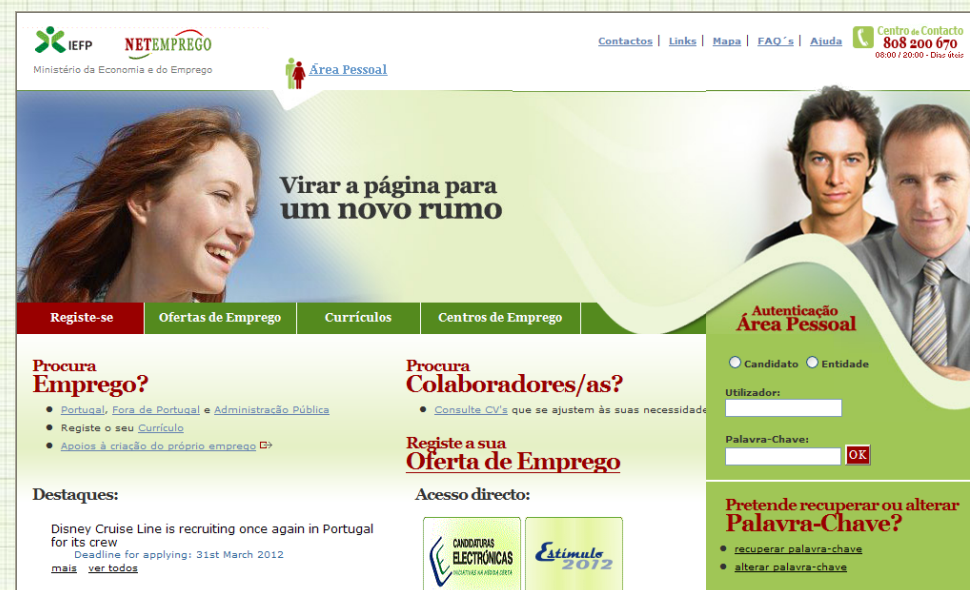 IEFP
NETEMPREGO
Ministério da Economia e do Emprego
Área Pessoal
Contactos | Links | Mapa | FAQ´s | Ajuda
Centro de Contacto
808 200 670
08:00 / 20:00 - Dias úteis
Virar a página para
um novo rumo
Registe-se
Ofertas de Emprego
Currículos
Centros de Emprego
Procura
Emprego?
Portugal, Fora de Portugal e Administração Pública
Registe o seu Currículo
Apoios à criação do próprio emprego
Procura
Colaboradores/as?
Consulte CV's que se ajustem às suas necessidade
Registe a sua
Oferta de Emprego
Destaques:
Disney Cruise Line is recruiting once again in Portugal
for its crew
Deadline for applying: 31st March 2012
mais ver todos
Acesso directo:
CANDIDATURAS
ELECTRÓNICAS
INICIATIVAS NA MEDIDA CERTA
Estímulo
2012
Autenticação
Área Pessoal
Candidato Entidade
Utilizador:
Palavra-Chave:
OK
Pretende recuperar ou alterar
Palavra-Chave?
recuperar palavra-chave
alterar palavra-chave